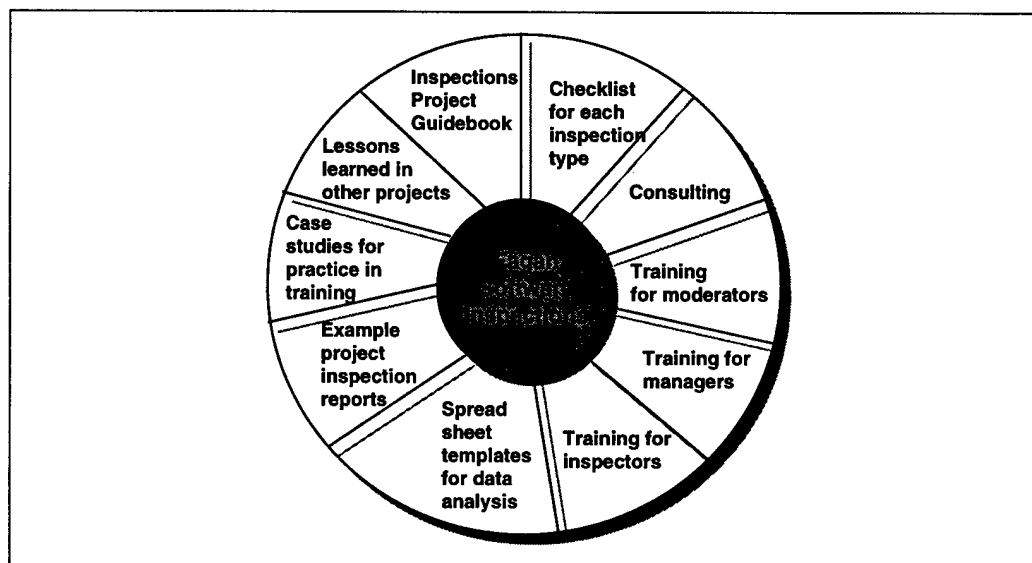 Inspections
Project
Guidebook
Checklist
for each
inspection
type
Consulting
Training
for moderators
Training for
managers
Training for
inspectors
Spread
sheet
templates
for data
analysis
Example
project
inspection
reports
Case
studies for
practice in
training
Lessons
learned in
other projects